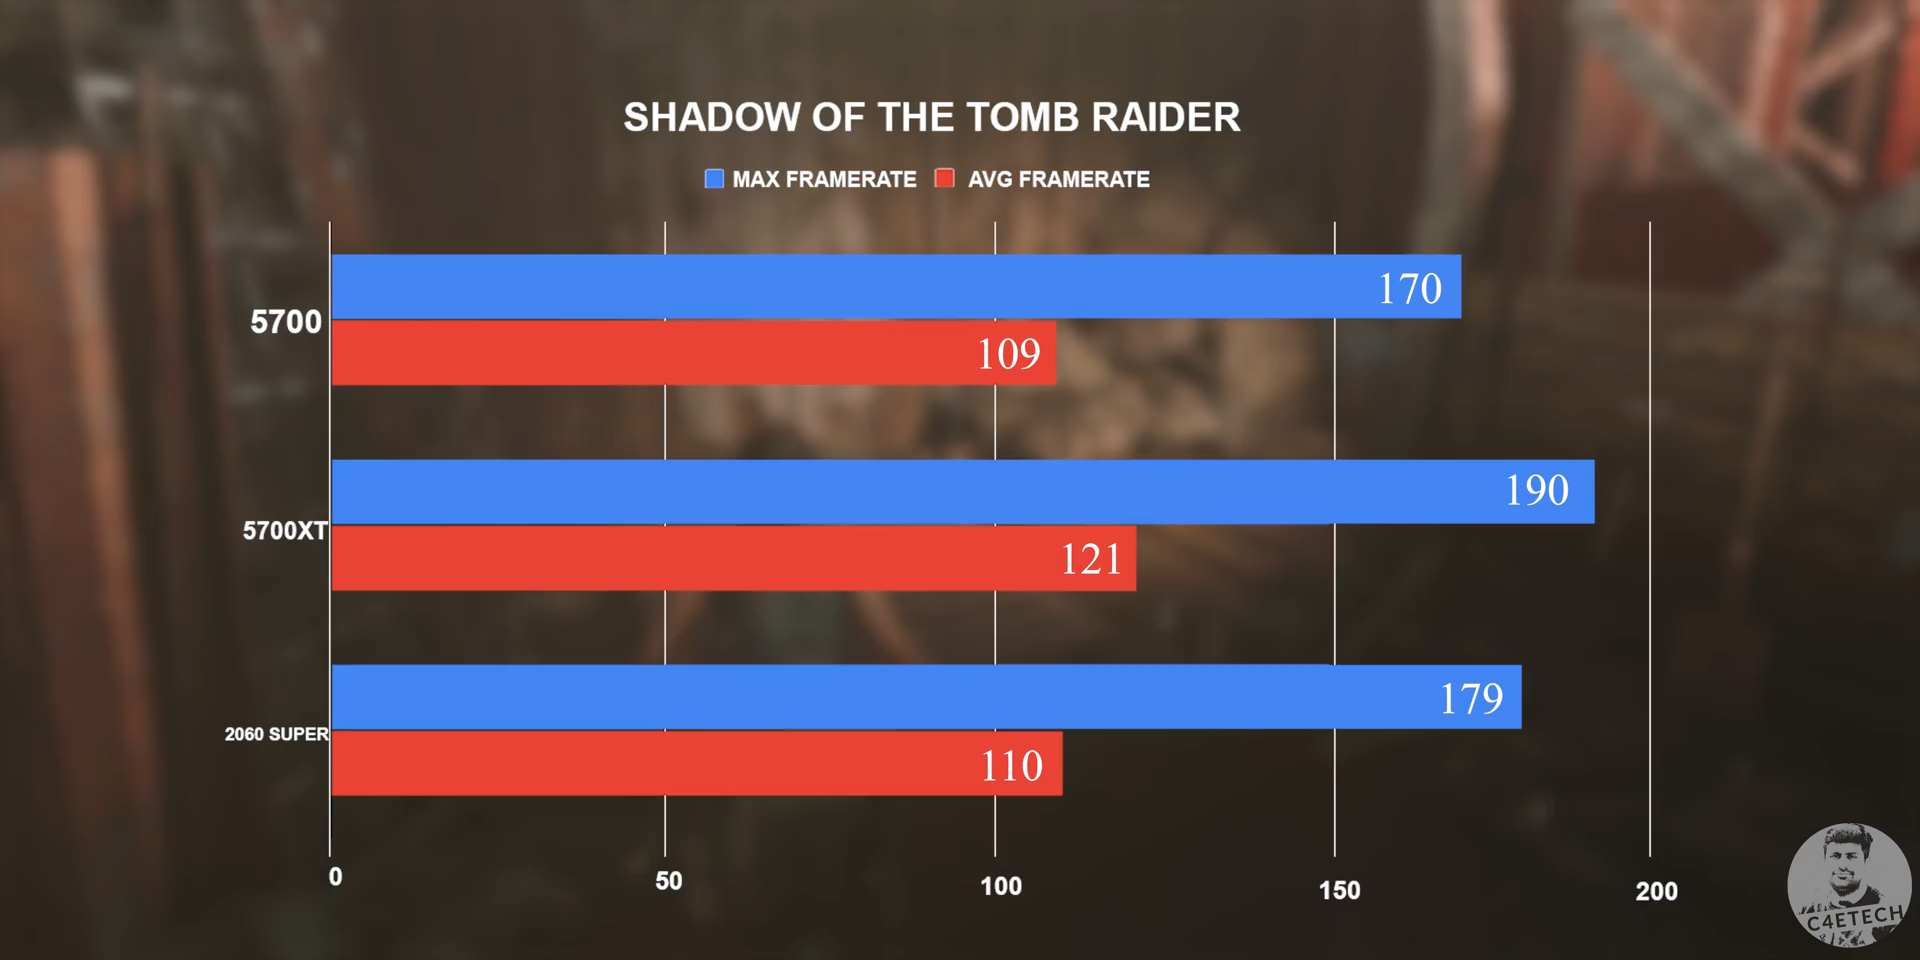 SHADOW OF THE TOMB RAIDER
MAX FRAMERATE AVG FRAMERATE
5700
170
109
5700XT
190
121
2060 SUPER
179
110
0 50 100 150 200
C4ETECH